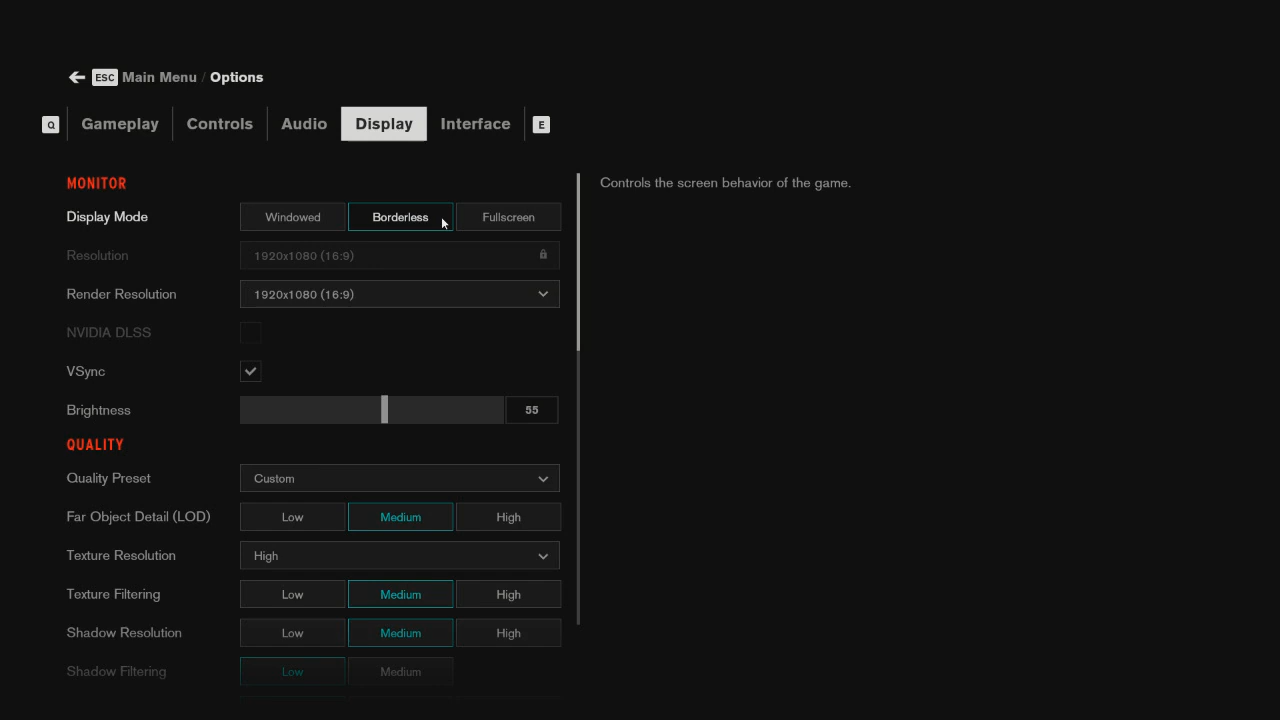 ESC Main Menu / Options
Q Gameplay Controls Audio Display Interface E
MONITOR
Controls the screen behavior of the game.
Display Mode Windowed Borderless Fullscreen
Resolution 1920x1080 (16:9)
Render Resolution 1920x1080 (16:9)
NVIDIA DLSS
VSync
Brightness 55
QUALITY
Quality Preset Custom
Far Object Detail (LOD) Low Medium High
Texture Resolution High
Texture Filtering Low Medium High
Shadow Resolution Low Medium High
Shadow Filtering Low Medium